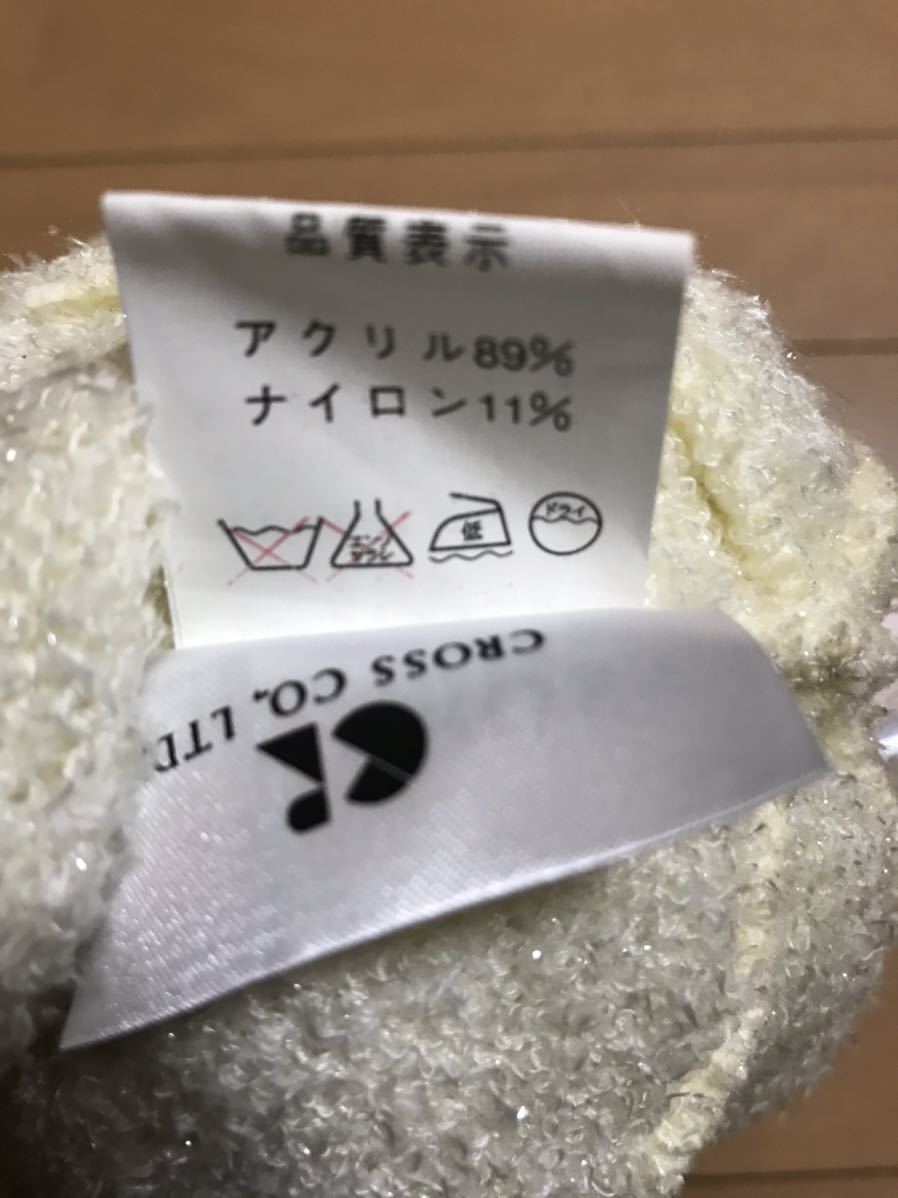 品質表示
アクリル89%
ナイロン11%
エンソ サラシ
低
ドライ
CROSS CO. LTD.